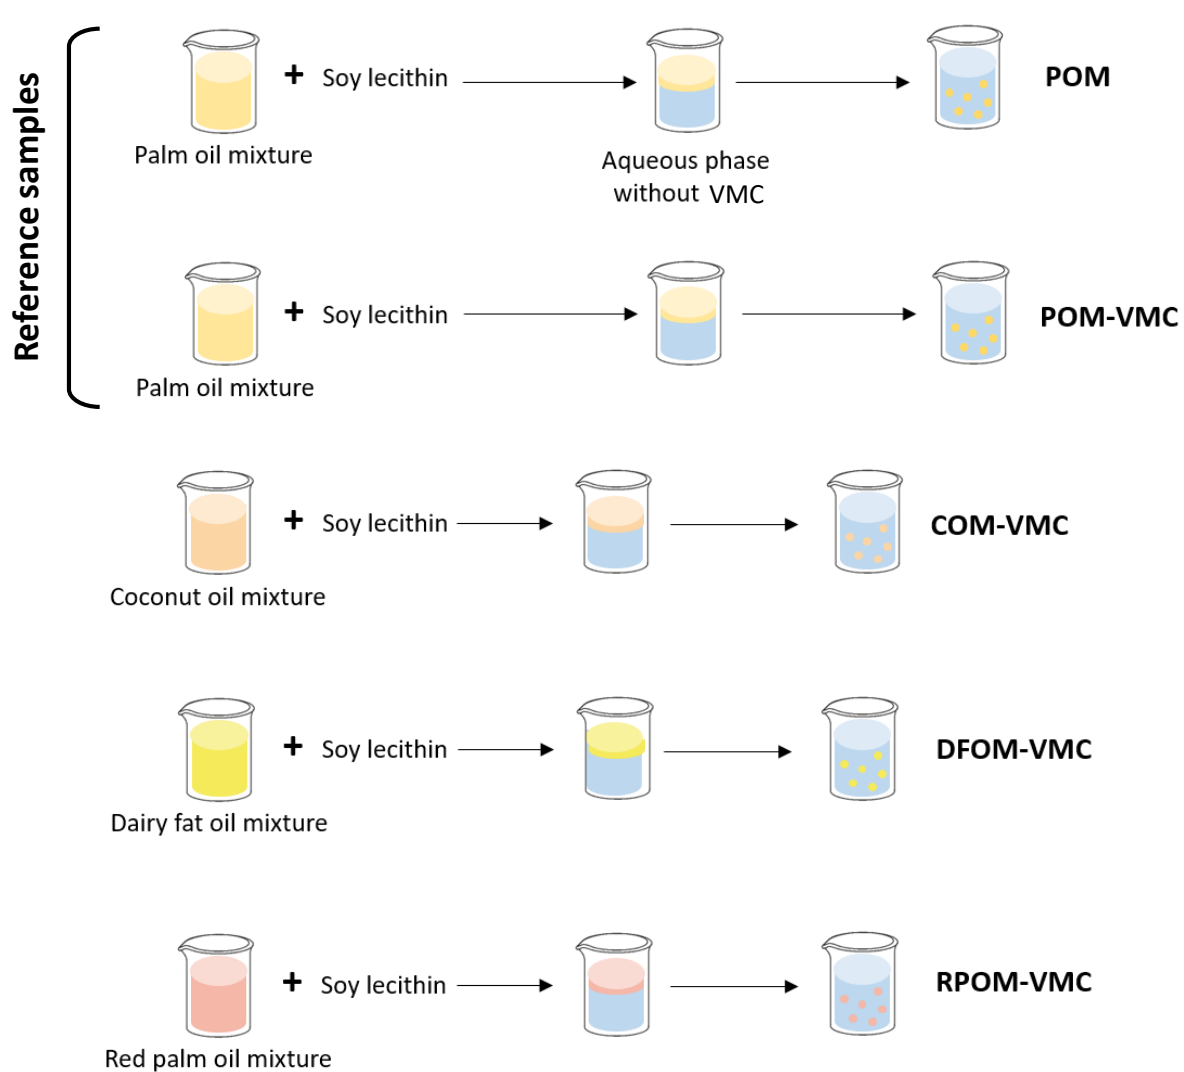 Reference samples
+ Soy lecithin
POM
Palm oil mixture
Aqueous phase
without VMC
+ Soy lecithin
POM-VMC
Palm oil mixture
+ Soy lecithin
COM-VMC
Coconut oil mixture
+ Soy lecithin
DFOM-VMC
Dairy fat oil mixture
+ Soy lecithin
RPOM-VMC
Red palm oil mixture